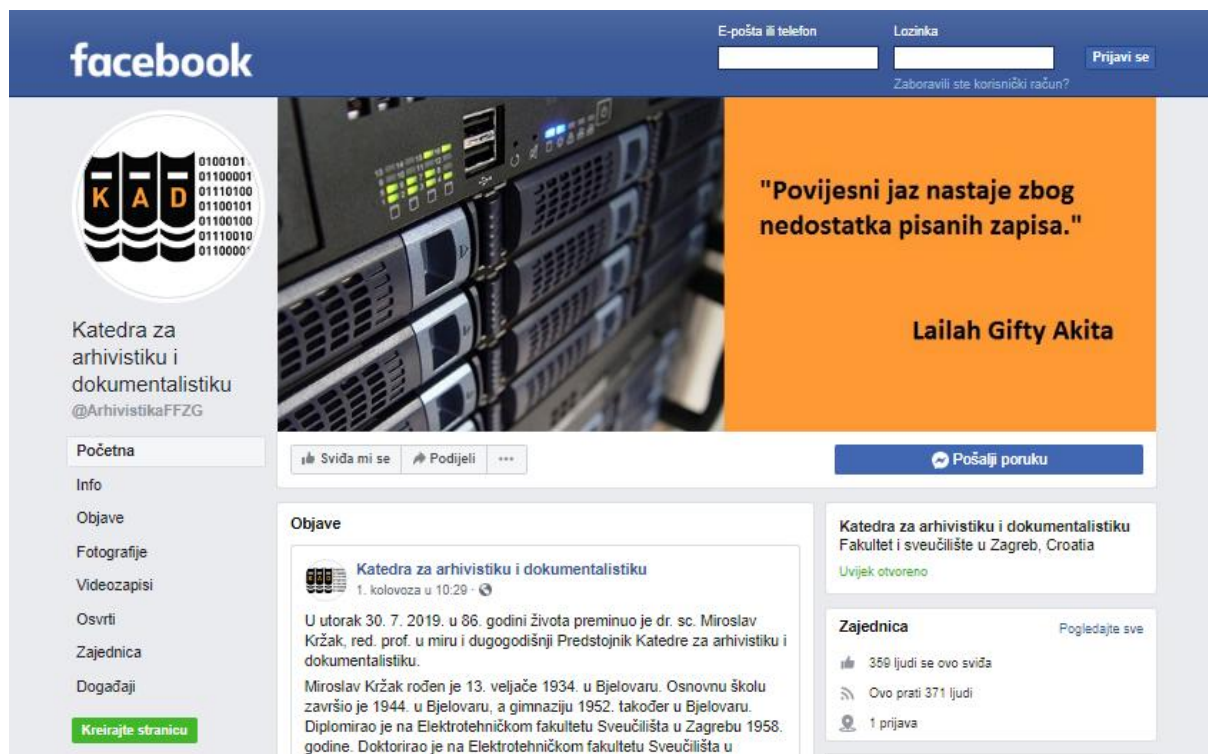 facebook
E-pošta ili telefon
Lozinka
Prijavi se
Zaboravili ste korisnički račun?
K A D
0100101
01100001
01110100
01100101
01100100
01110010
0110000
Katedra za
arhivistiku i
dokumentalistiku
@ArhivistikaFFZG
Početna
Info
Objave
Fotografije
Videozapisi
Osvrti
Zajednica
Događaji
Kreirajte stranicu
"Povijesni jaz nastaje zbog
nedostatka pisanih zapisa."
Lailah Gifty Akita
Sviđa mi se
Podijeli
Pošalji poruku
Objave
Katedra za arhivistiku i dokumentalistiku
1. kolovoza u 10:29 ·
U utorak 30. 7. 2019. u 86. godini života preminuo je dr. sc. Miroslav
Kržak, red. prof. u miru i dugogodišnji Predstojnik Katedre za arhivistiku i
dokumentalistiku.
Miroslav Kržak rođen je 13. veljače 1934. u Bjelovaru. Osnovnu školu
završio je 1944. u Bjelovaru, a gimnaziju 1952. također u Bjelovaru.
Diplomirao je na Elektrotehničkom fakultetu Sveučilišta u Zagrebu 1958.
godine. Doktorirao je na Elektrotehničkom fakultetu Sveučilišta u
Katedra za arhivistiku i dokumentalistiku
Fakultet i sveučilište u Zagreb, Croatia
Uvijek otvoreno
Zajednica
Pogledajte sve
359 ljudi se ovo sviđa
Ovo prati 371 ljudi
1 prijava